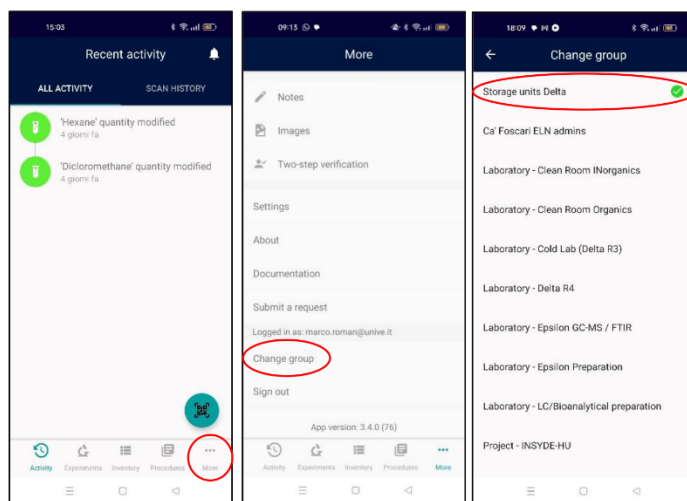 15:03
Recent activity
ALL ACTIVITY
SCAN HISTORY
'Hexane' quantity modified
4 giorni fa
'Dicloromethane' quantity modified
4 giorni fa
Activity
Experiments
Inventory
Procedures
More
09:13
More
Notes
Images
Two-step verification
Settings
About
Documentation
Submit a request
Logged in as: marco.roman@unive.it
Change group
Sign out
App version: 3.4.0 (76)
Activity
Experiments
Inventory
Procedures
More
18:09
Change group
Storage units Delta
Ca' Foscari ELN admins
Laboratory - Clean Room INorganics
Laboratory - Clean Room Organics
Laboratory - Cold Lab (Delta R3)
Laboratory - Delta R4
Laboratory - Epsilon GC-MS / FTIR
Laboratory - Epsilon Preparation
Laboratory - LC/Bioanalytical preparation
Project - INSYDE-HU